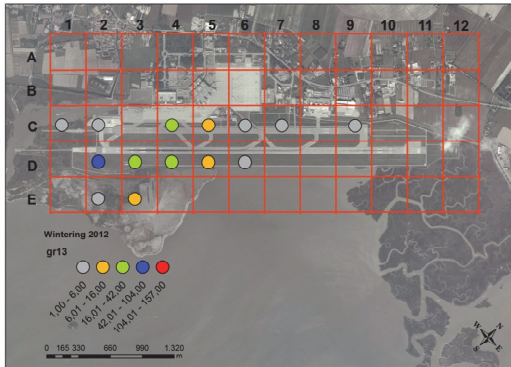 1 2 3 4 5 6 7 8 9 10 11 12
A
B
C
D
E
Wintering 2012
gr13
1,00 - 6,00
6,01 - 16,00
16,01 - 42,00
42,01 - 104,00
104,01 - 157,00
0 165 330 660 990 1.320
m
N
E
S
W